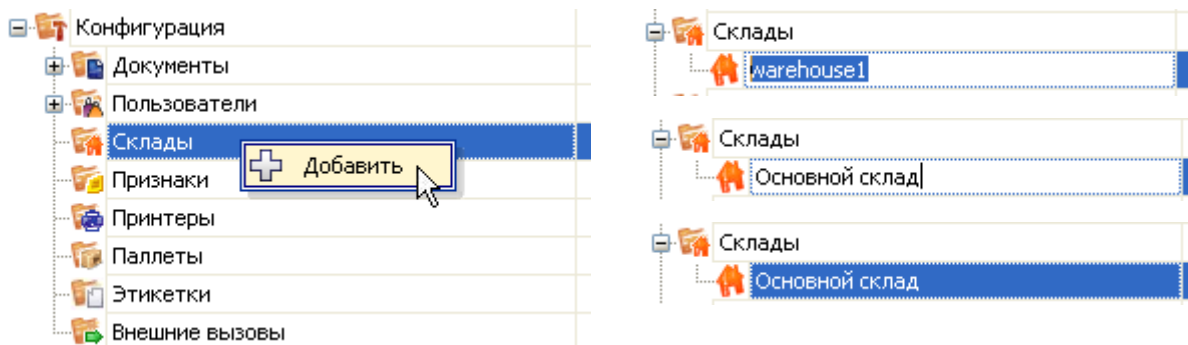 Конфигурация
Документы
Пользователи
Склады
Добавить
Признаки
Принтеры
Паллеты
Этикетки
Внешние вызовы
Склады
warehouse1
Склады
Основной склад
Склады
Основной склад